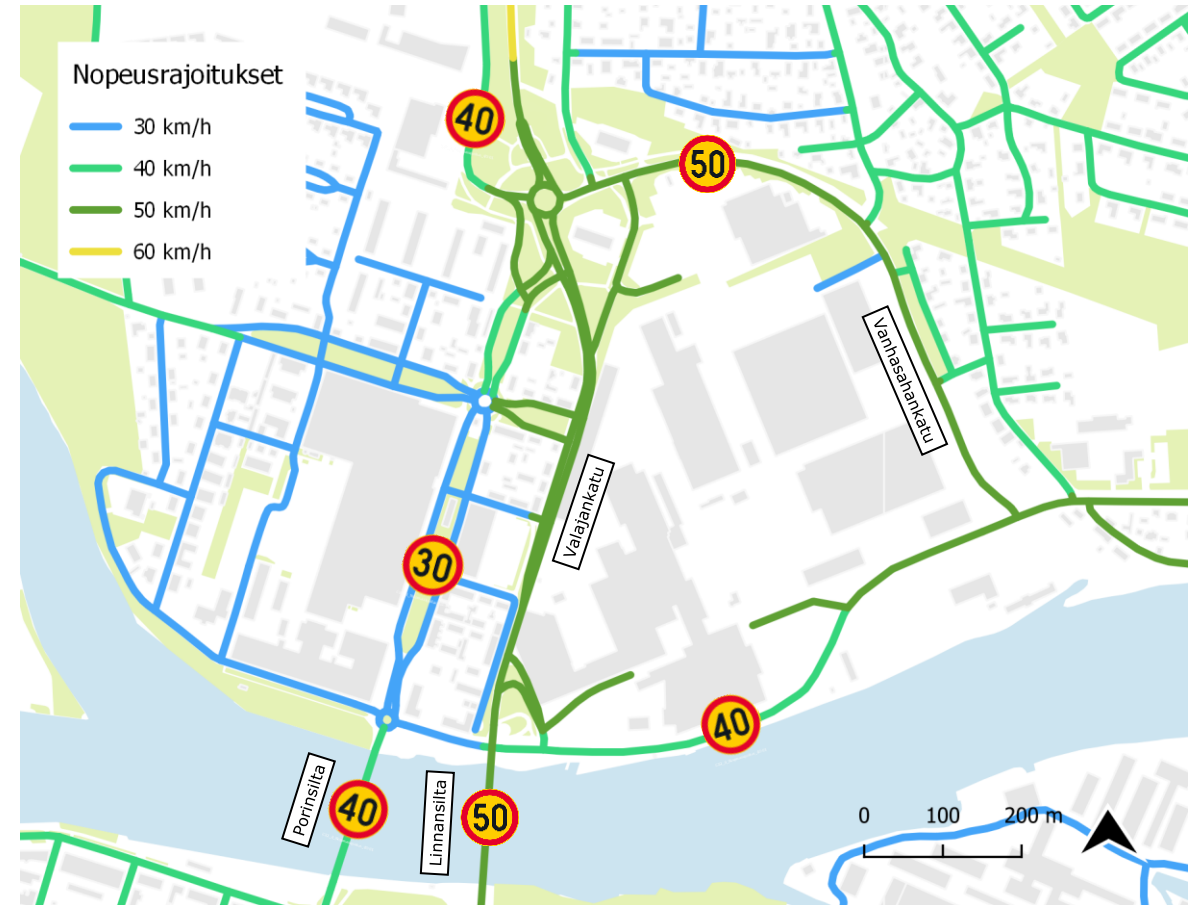 Nopeusrajoitukset
30 km/h
40 km/h
50 km/h
60 km/h
40
50
Vanhasahankatu
Valajankatu
30
40
Porinsilta
40
Linnansilta
50
0 100 200 m